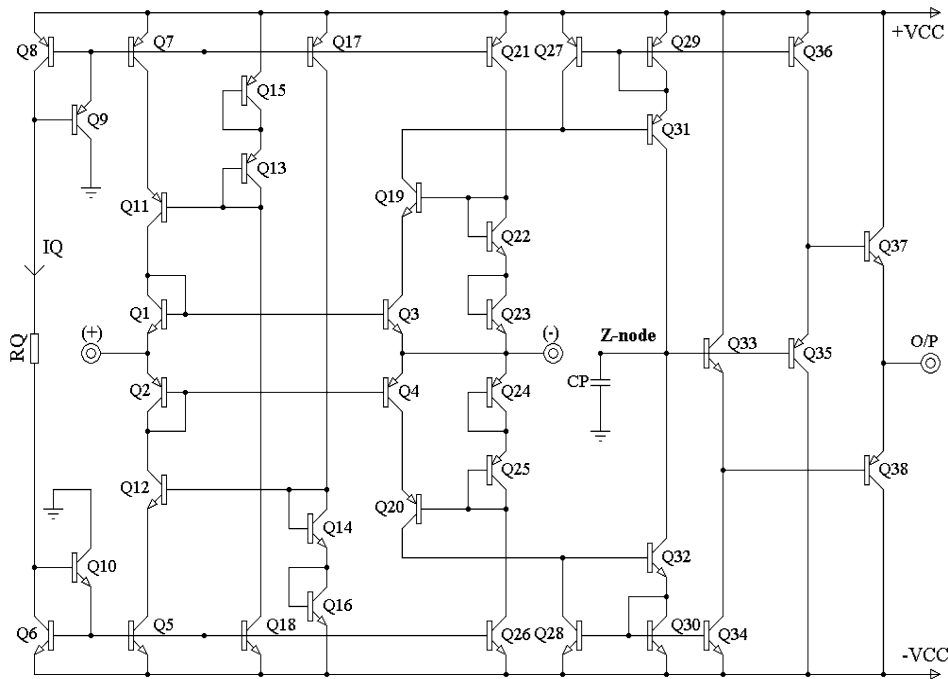 +VCC
Q8
Q7
Q17
Q21
Q27
Q29
Q36
Q15
Q9
Q31
Q13
Q11
Q19
Q22
IQ
Q37
Q1
Q3
Q23
RQ
(+)
(-)
Z-node
Q33
Q35
O/P
Q2
Q4
Q24
CP
Q12
Q25
Q38
Q20
Q14
Q10
Q32
Q16
Q6
Q5
Q18
Q26
Q28
Q30
Q34
-VCC